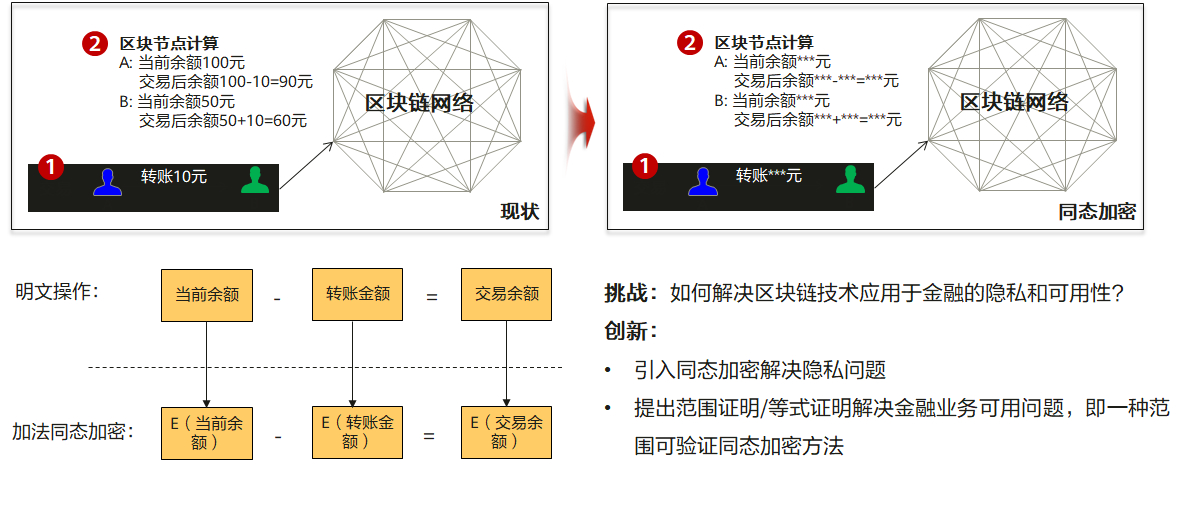 2 区块节点计算
A: 当前余额100元
交易后余额100-10=90元
B: 当前余额50元
交易后余额50+10=60元
区块链网络
1
转账10元
现状
2 区块节点计算
A: 当前余额***元
交易后余额***-***=***元
B: 当前余额***元
交易后余额***+***=***元
区块链网络
1
转账***元
同态加密
明文操作：
当前余额 - 转账金额 = 交易余额
加法同态加密：
E（当前余
额） - E（转账金
额） = E（交易余
额）
挑战：如何解决区块链技术应用于金融的隐私和可用性？
创新：
• 引入同态加密解决隐私问题
• 提出范围证明/等式证明解决金融业务可用问题，即一种范
围可验证同态加密方法